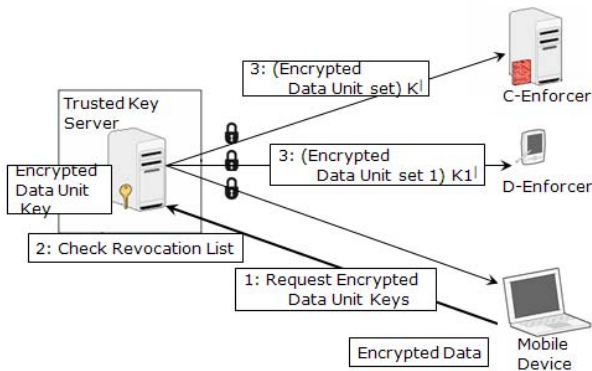 3: (Encrypted
Data Unit set) K
C-Enforcer
Trusted Key
Server
3: (Encrypted
Data Unit set 1) K1
D-Enforcer
Encrypted
Data Unit
Key
2: Check Revocation List
1: Request Encrypted
Data Unit Keys
Encrypted Data
Mobile
Device